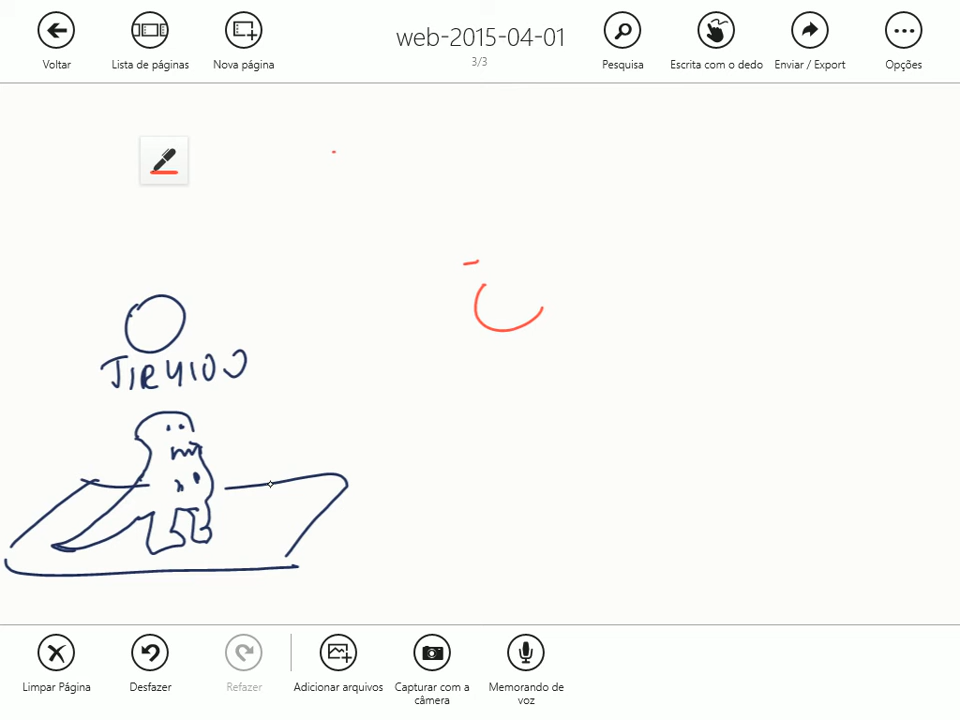 web-2015-04-01
3/3
Voltar
Lista de páginas
Nova página
Pesquisa
Escrita com o dedo
Enviar / Export
Opções
Limpar Página
Desfazer
Refazer
Adicionar arquivos
Capturar com a
câmera
Memorando de
voz